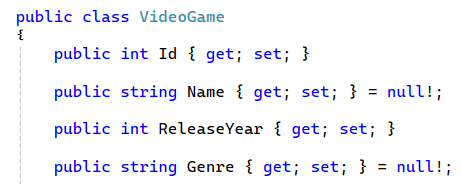 public class VideoGame
{
public int Id { get; set; }
public string Name { get; set; } = null!;
public int ReleaseYear { get; set; }
public string Genre { get; set; } = null!;